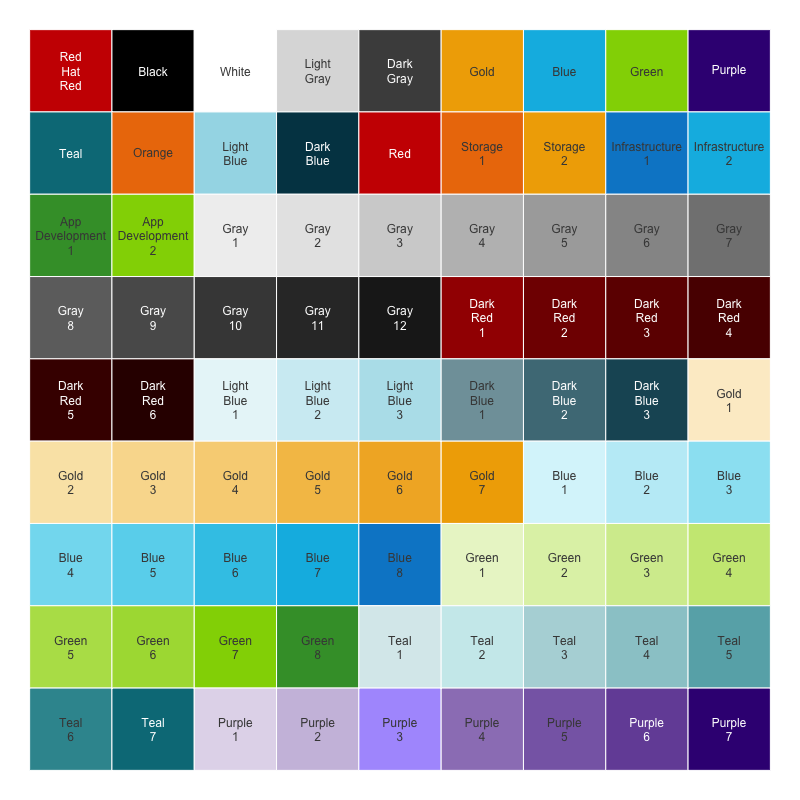 Red
Hat
Red
Black
White
Light
Gray
Dark
Gray
Gold
Blue
Green
Purple
Teal
Orange
Light
Blue
Dark
Blue
Red
Storage
1
Storage
2
Infrastructure
1
Infrastructure
2
App
Development
1
App
Development
2
Gray
1
Gray
2
Gray
3
Gray
4
Gray
5
Gray
6
Gray
7
Gray
8
Gray
9
Gray
10
Gray
11
Gray
12
Dark
Red
1
Dark
Red
2
Dark
Red
3
Dark
Red
4
Dark
Red
5
Dark
Red
6
Light
Blue
1
Light
Blue
2
Light
Blue
3
Dark
Blue
1
Dark
Blue
2
Dark
Blue
3
Gold
1
Gold
2
Gold
3
Gold
4
Gold
5
Gold
6
Gold
7
Blue
1
Blue
2
Blue
3
Blue
4
Blue
5
Blue
6
Blue
7
Blue
8
Green
1
Green
2
Green
3
Green
4
Green
5
Green
6
Green
7
Green
8
Teal
1
Teal
2
Teal
3
Teal
4
Teal
5
Teal
6
Teal
7
Purple
1
Purple
2
Purple
3
Purple
4
Purple
5
Purple
6
Purple
7